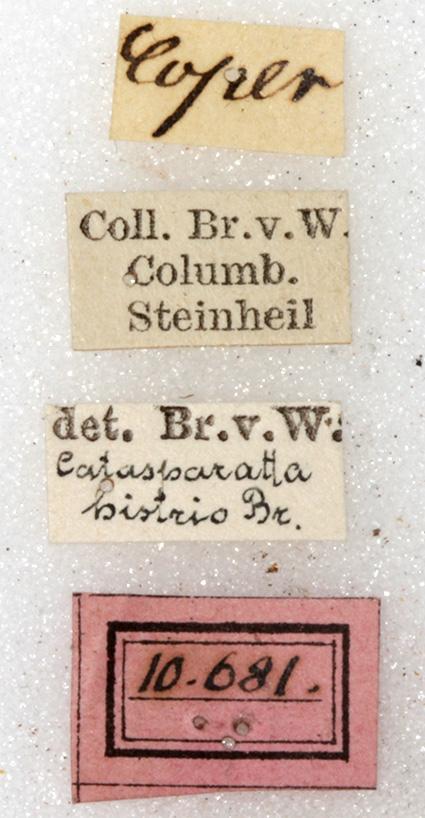 Coper
Coll. Br.v.W.
Columb.
Steinheil
det. Br.v.W.
Catasparatta
histrio Br.
10.681.